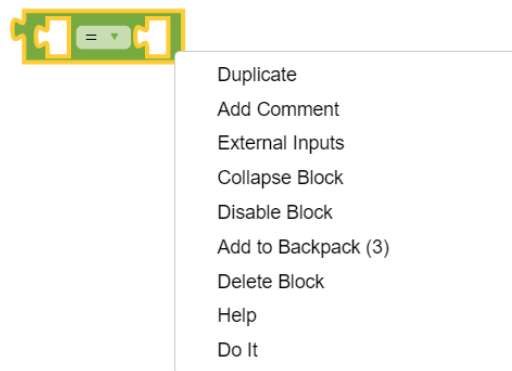 =
Duplicate
Add Comment
External Inputs
Collapse Block
Disable Block
Add to Backpack (3)
Delete Block
Help
Do It